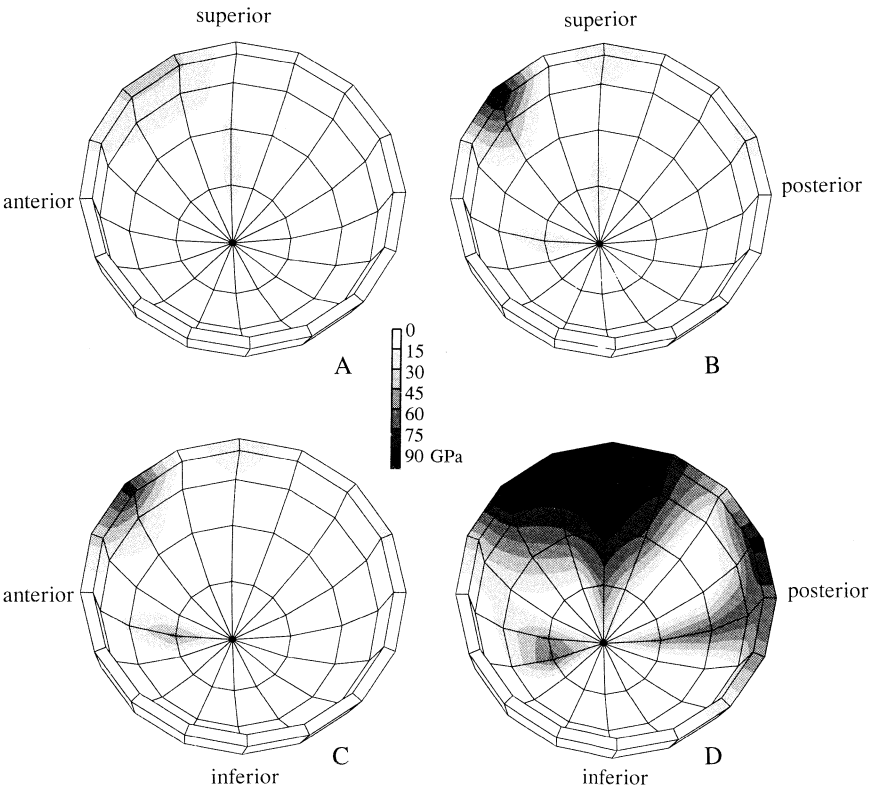 superior
superior
anterior
posterior
A
B
0
15
30
45
60
75
90 GPa
anterior
posterior
C
D
inferior
inferior